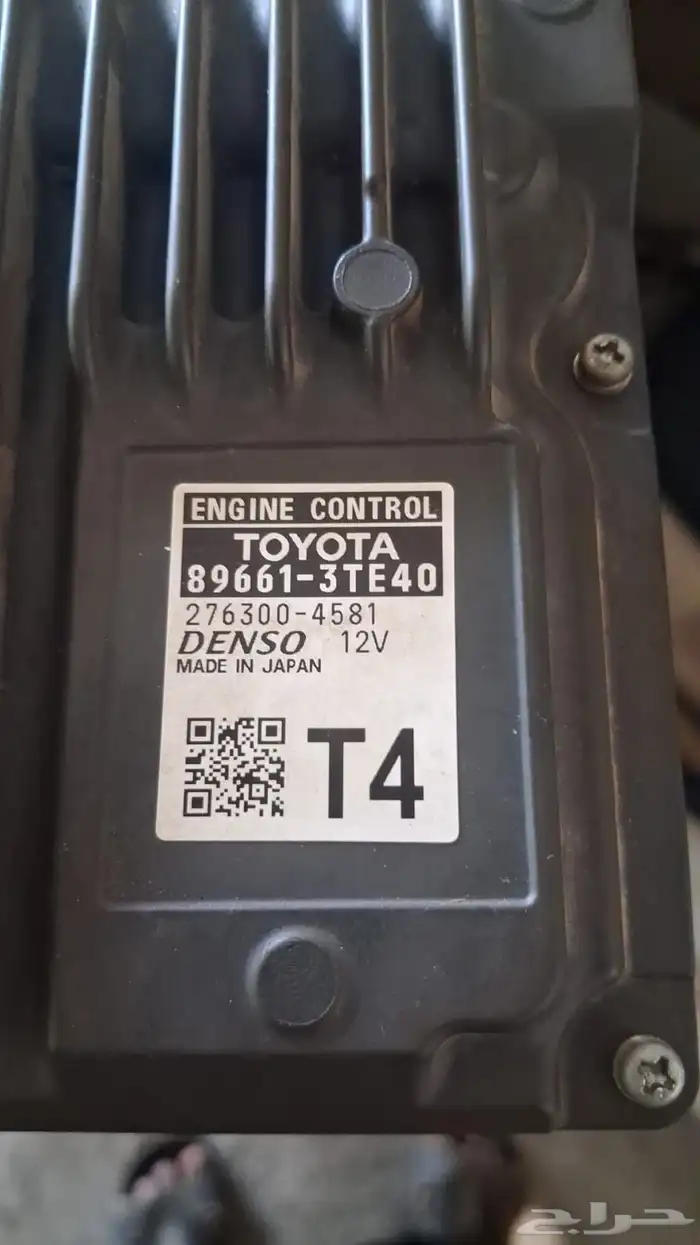 ENGINE CONTROL
TOYOTA
89661-3TE40
276300-4581
DENSO 12V
MADE IN JAPAN
T4
حراج